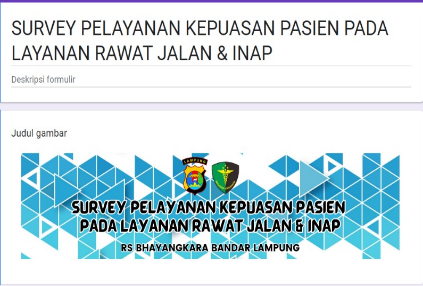 SURVEY PELAYANAN KEPUASAN PASIEN PADA
LAYANAN RAWAT JALAN & INAP
Deskripsi formulir
Judul gambar
LAMPUNG
SURVEY PELAYANAN KEPUASAN PASIEN
PADA LAYANAN RAWAT JALAN & INAP
RS BHAYANGKARA BANDAR LAMPUNG